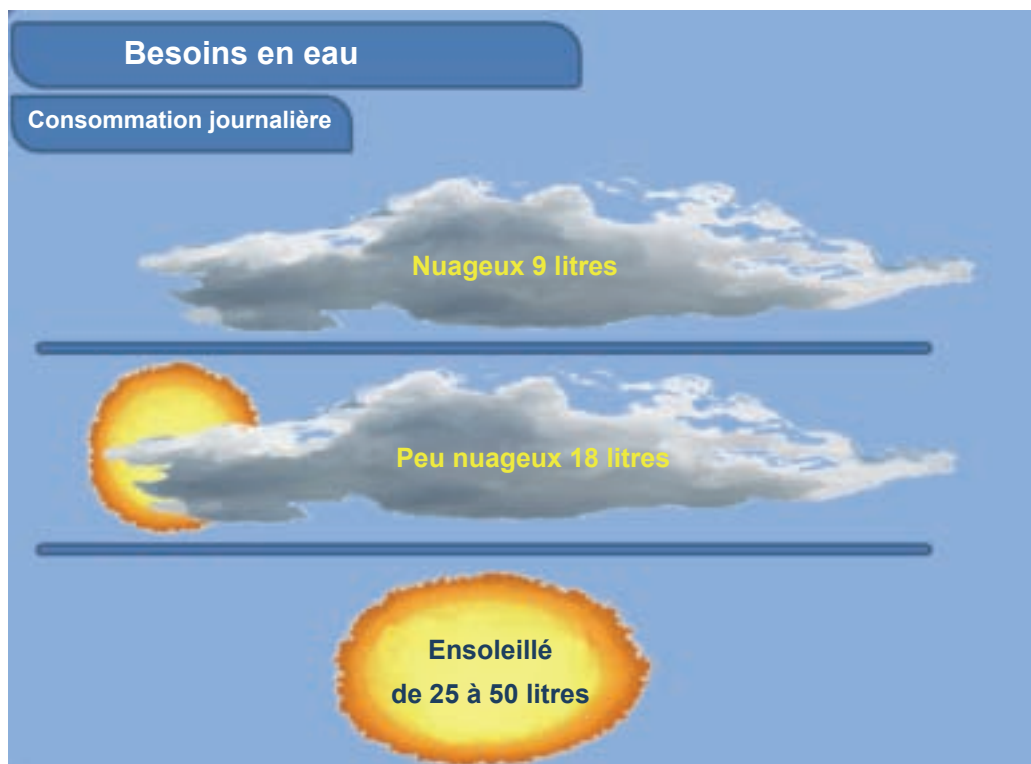 Besoins en eau
Consommation journalière
Nuageux 9 litres
Peu nuageux 18 litres
Ensoleillé
de 25 à 50 litres